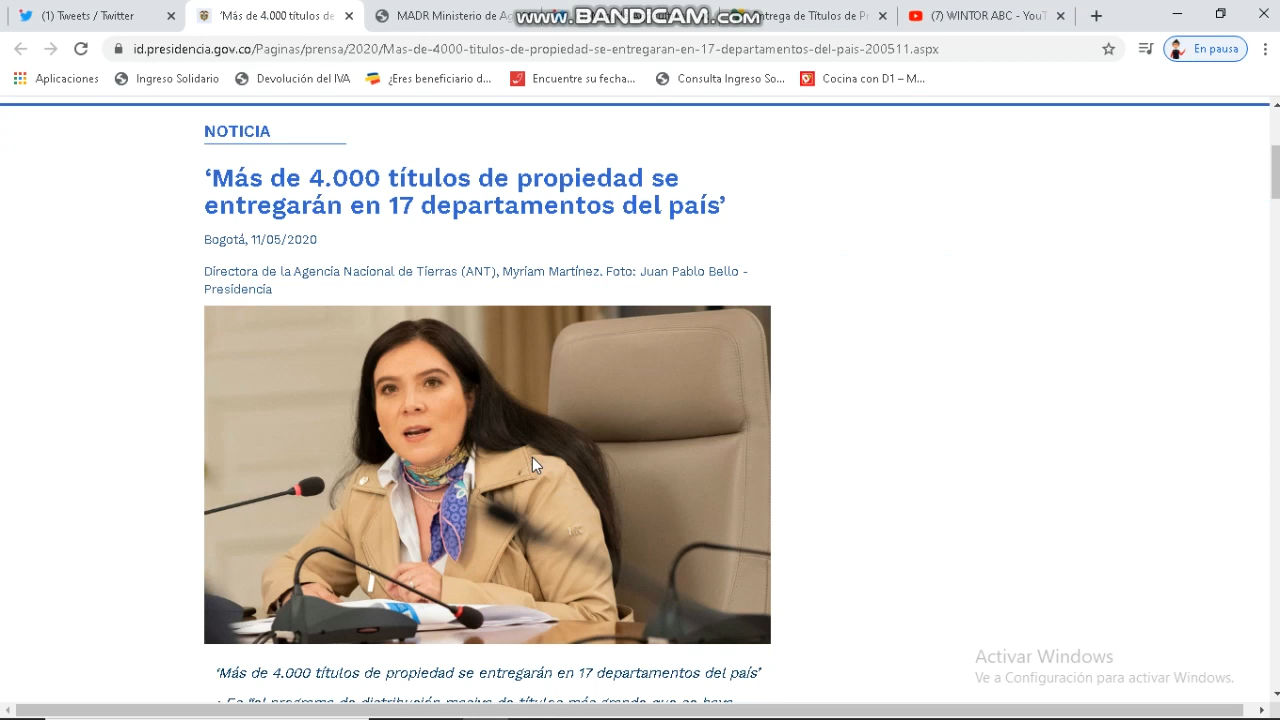 (1) Tweets / Twitter
'Más de 4.000 títulos de
MADR Ministerio de Ag
www.BANDICAM.com
ntrega de Títulos de P
(7) WINTOR ABC - YouT
id.presidencia.gov.co/Paginas/prensa/2020/Mas-de-4000-titulos-de-propiedad-se-entregaran-en-17-departamentos-del-pais-200511.aspx
En pausa
Aplicaciones
Ingreso Solidario
Devolución del IVA
¿Eres beneficiario d...
Encuentre su fecha...
Consulta Ingreso So...
Cocina con D1 – M...
NOTICIA
‘Más de 4.000 títulos de propiedad se
entregarán en 17 departamentos del país’
Bogotá, 11/05/2020
Directora de la Agencia Nacional de Tierras (ANT), Myriam Martínez. Foto: Juan Pablo Bello -
Presidencia
‘Más de 4.000 títulos de propiedad se entregarán en 17 departamentos del país’
Activar Windows
Ve a Configuración para activar Windows.